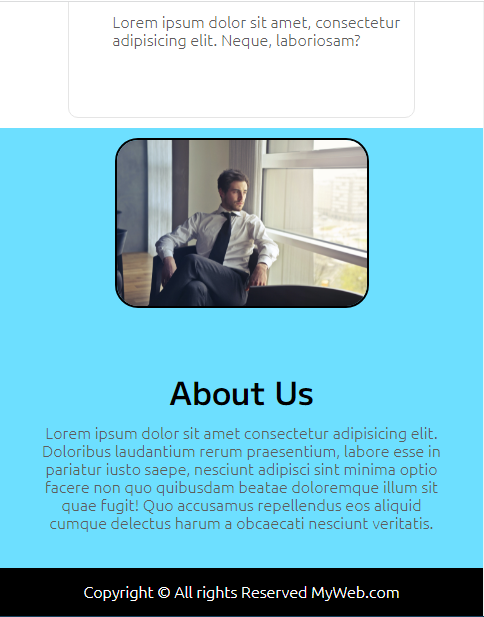 Lorem ipsum dolor sit amet, consectetur
adipisicing elit. Neque, laboriosam?
About Us
Lorem ipsum dolor sit amet consectetur adipisicing elit.
Doloribus laudantium rerum praesentium, labore esse in
pariatur iusto saepe, nesciunt adipisci sint minima optio
facere non quo quibusdam beatae doloremque illum sit
quae fugit! Quo accusamus repellendus eos aliquid
cumque delectus harum a obcaecati nesciunt veritatis.
Copyright © All rights Reserved MyWeb.com